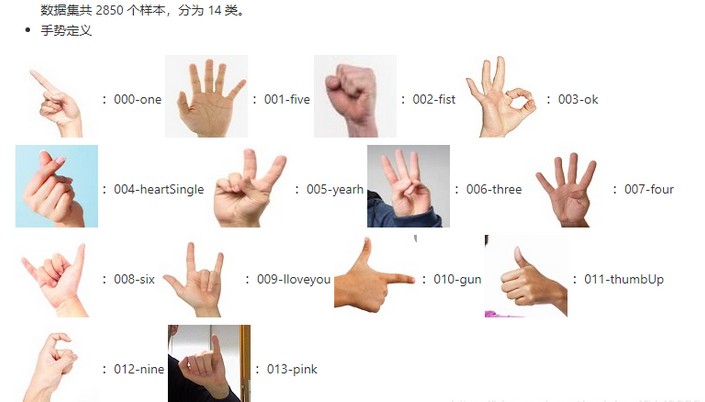 数据集共 2850 个样本，分为 14 类。
• 手势定义
：000-one ：001-five ：002-fist ：003-ok
：004-heartSingle ：005-yearh ：006-three ：007-four
：008-six ：009-Iloveyou ：010-gun ：011-thumbUp
：012-nine ：013-pink